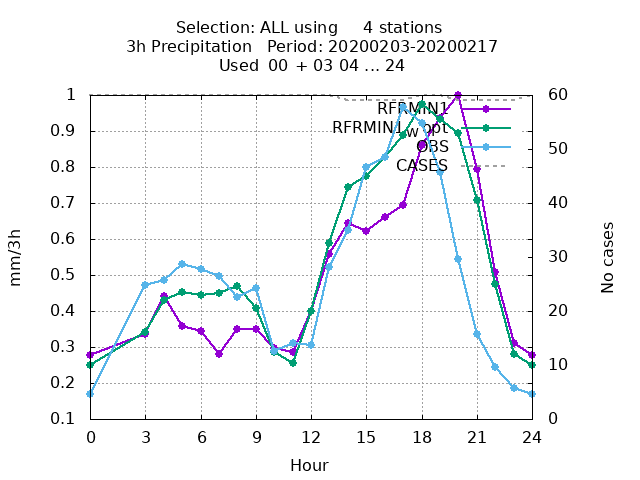 Selection: ALL using     4 stations
3h Precipitation   Period: 20200203-20200217
Used 00 + 03 04 ... 24
1
0.9
0.8
0.7
0.6
0.5
0.4
0.3
0.2
0.1
60
50
40
30
20
10
0
RFRMIN1
RFRMIN1_w_opt
OBS
CASES
mm/3h
No cases
0 3 6 9 12 15 18 21 24
Hour